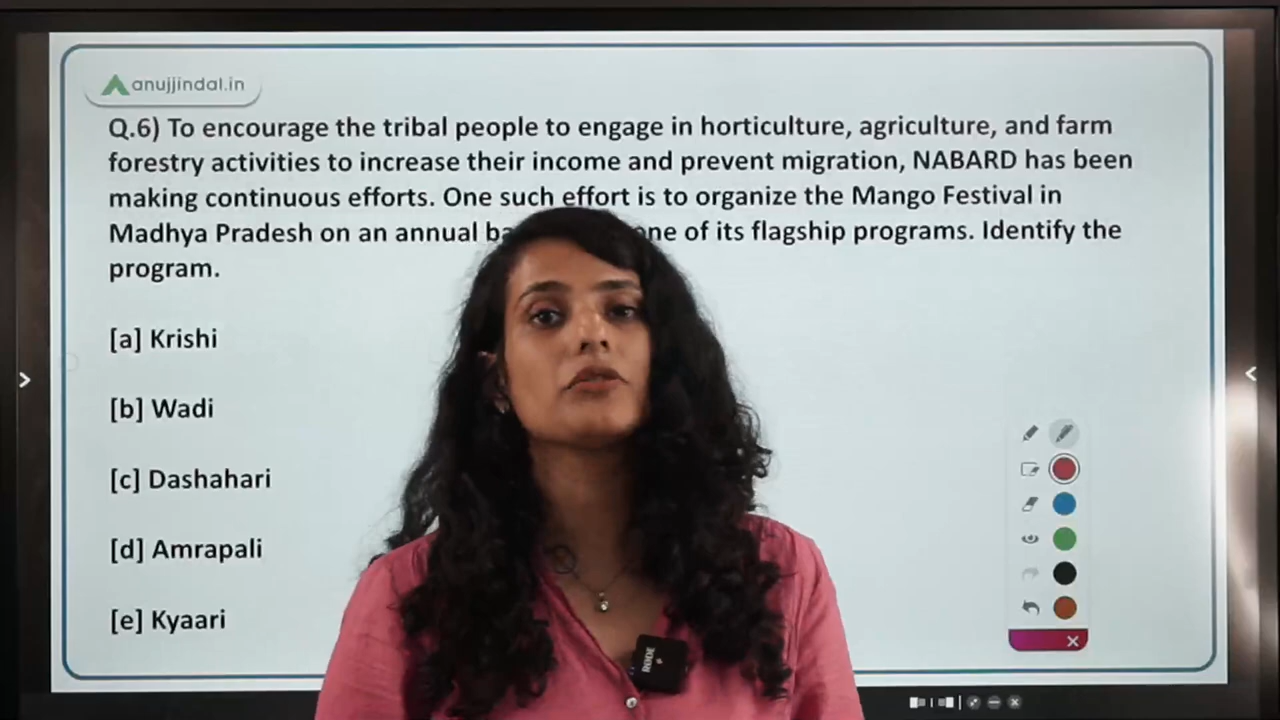 anujjindal.in
Q.6) To encourage the tribal people to engage in horticulture, agriculture, and farm
forestry activities to increase their income and prevent migration, NABARD has been
making continuous efforts. One such effort is to organize the Mango Festival in
Madhya Pradesh on an annual of its flagship programs. Identify the
program.
[a] Krishi
[b] Wadi
[c] Dashahari
[d] Amrapali
[e] Kyaari
RODE